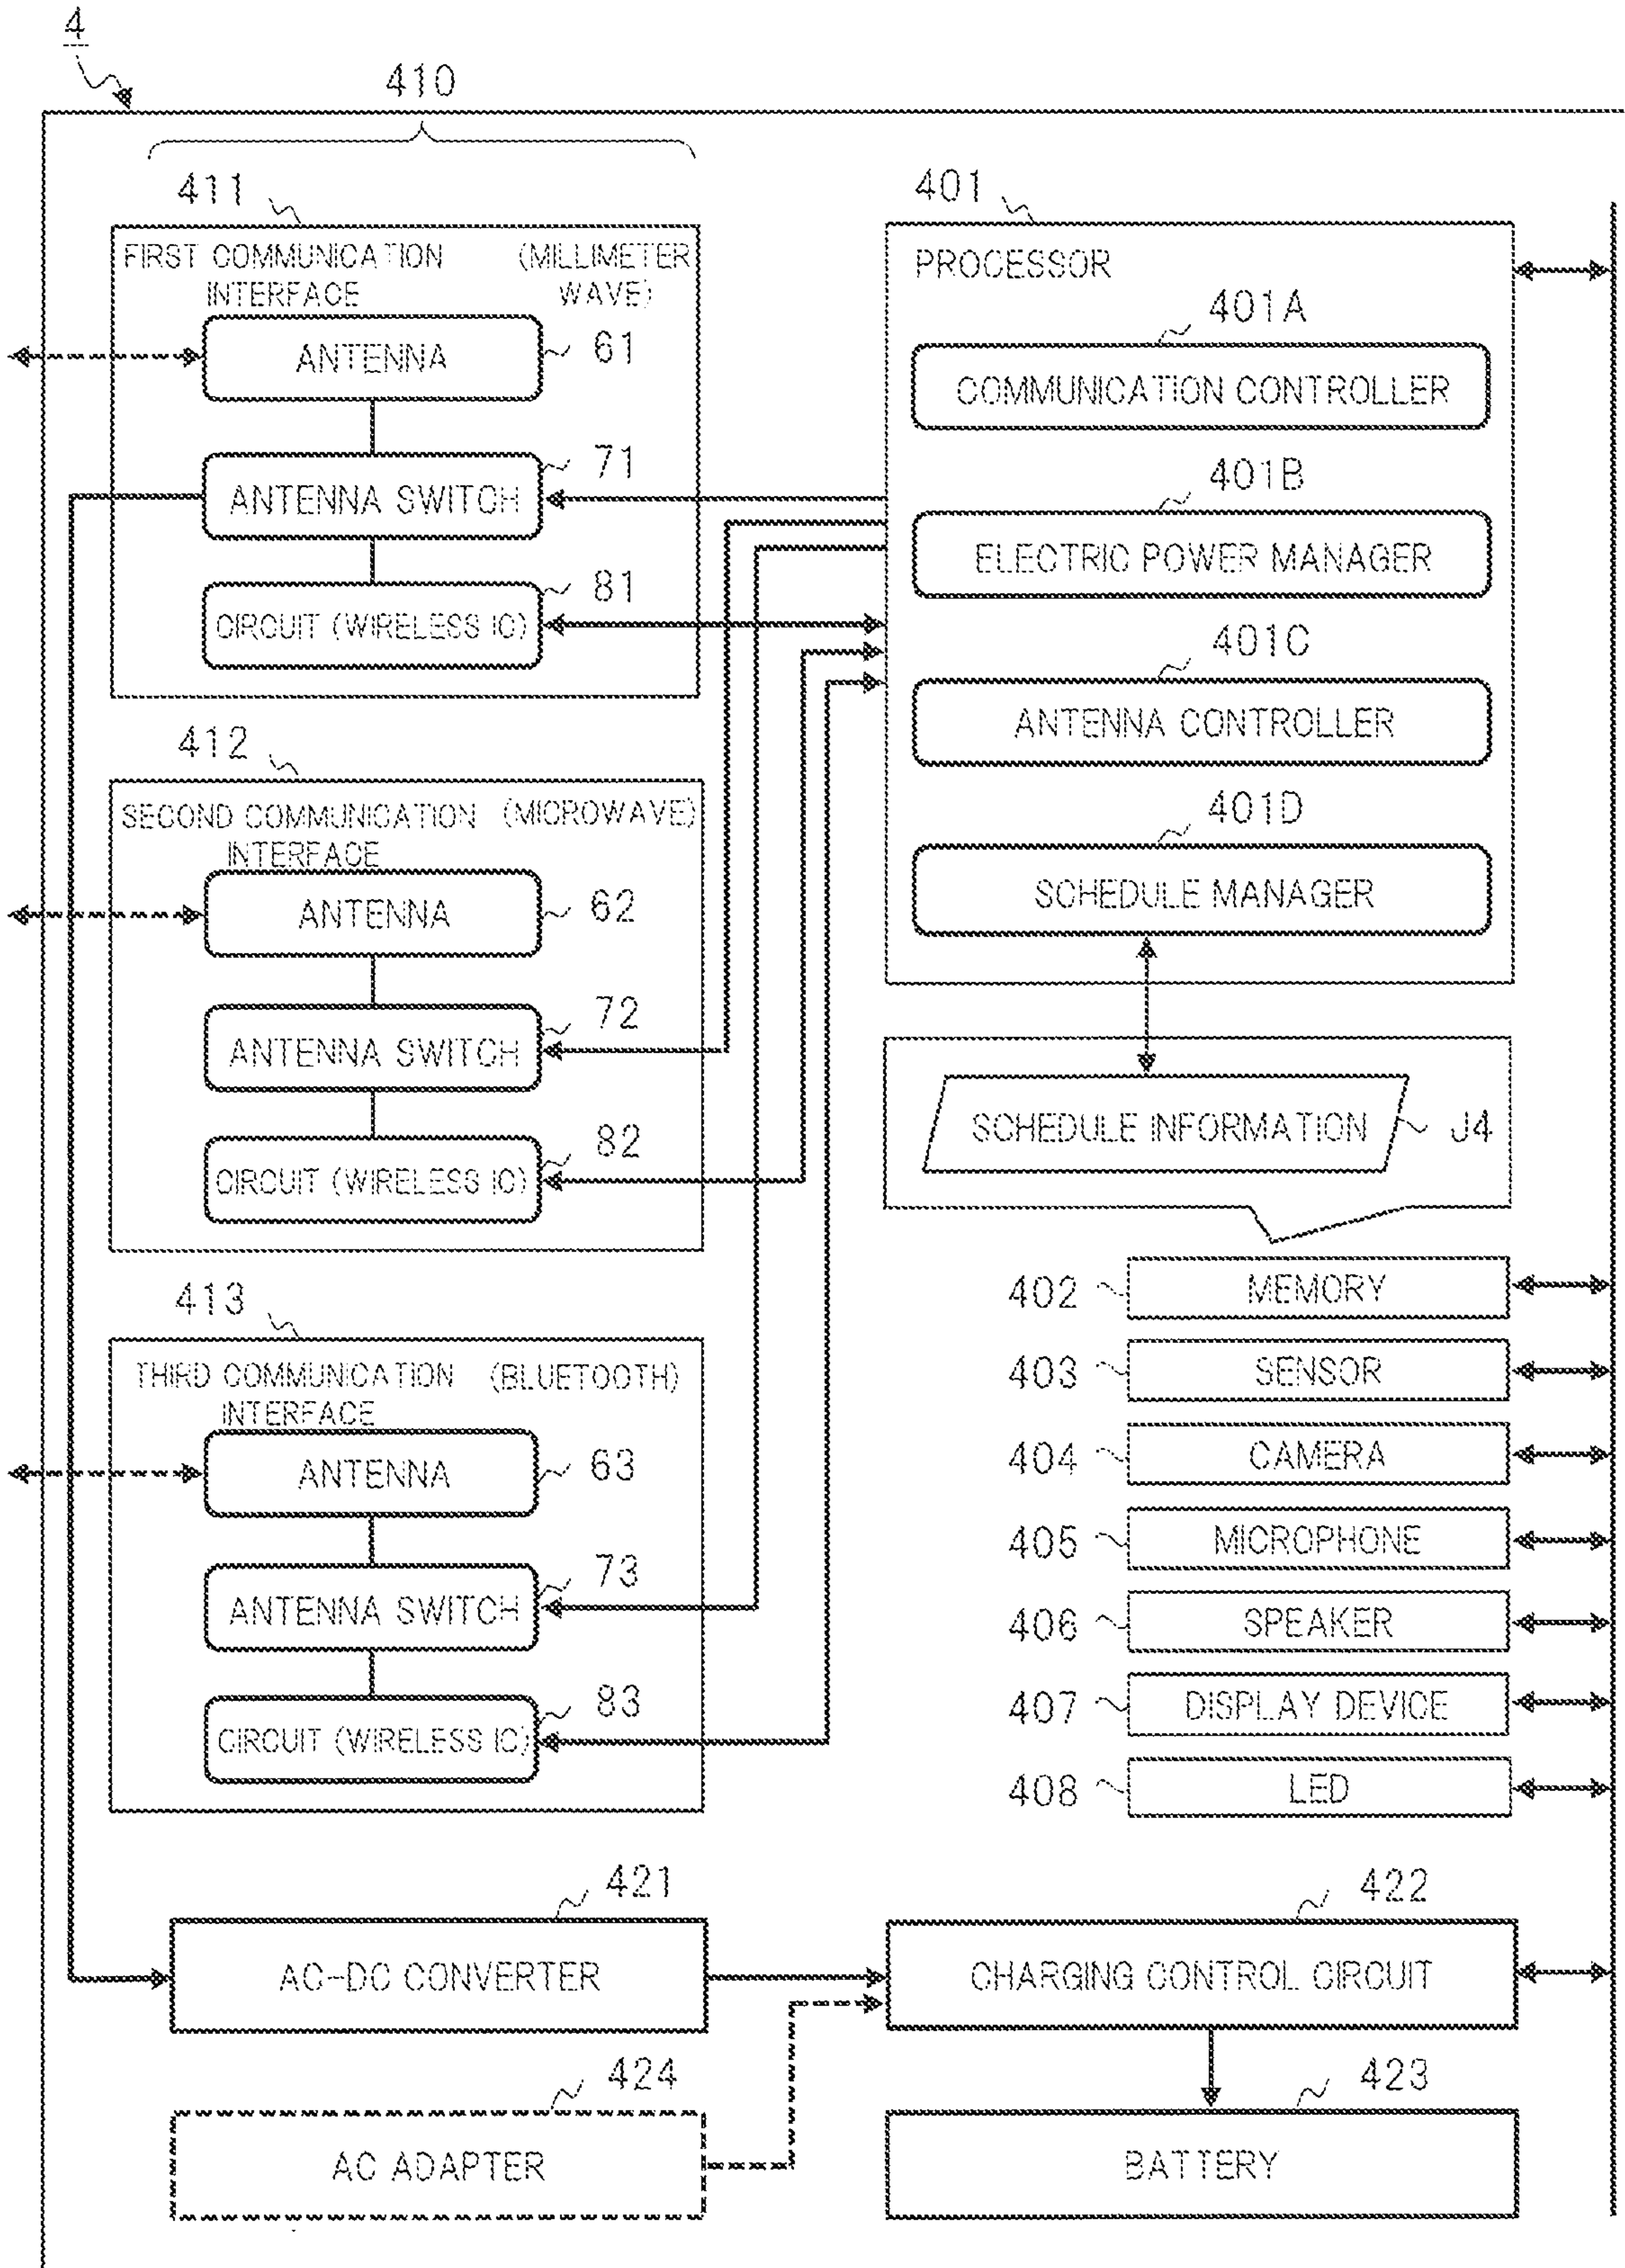 4
410
411
FIRST COMMUNICATION (MILLIMETER
INTERFACE WAVE)
ANTENNA 61
ANTENNA SWITCH 71
CIRCUIT (WIRELESS IC) 81
412
SECOND COMMUNICATION (MICROWAVE)
INTERFACE
ANTENNA 62
ANTENNA SWITCH 72
CIRCUIT (WIRELESS IC) 82
413
THIRD COMMUNICATION (BLUETOOTH)
INTERFACE
ANTENNA 63
ANTENNA SWITCH 73
CIRCUIT (WIRELESS IC) 83
401
PROCESSOR
401A
COMMUNICATION CONTROLLER
401B
ELECTRIC POWER MANAGER
401C
ANTENNA CONTROLLER
401D
SCHEDULE MANAGER
SCHEDULE INFORMATION J4
402 MEMORY
403 SENSOR
404 CAMERA
405 MICROPHONE
406 SPEAKER
407 DISPLAY DEVICE
408 LED
421
AC-DC CONVERTER
422
CHARGING CONTROL CIRCUIT
424
AC ADAPTER
423
BATTERY